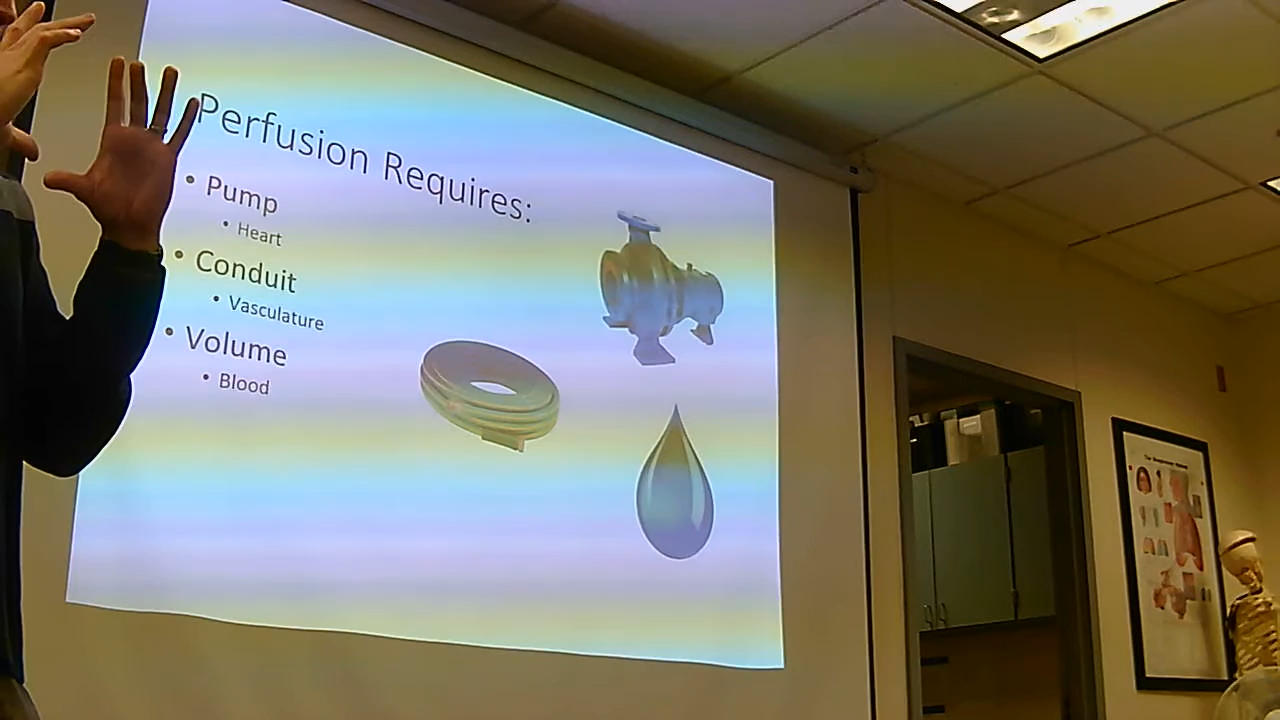 Perfusion Requires:
• Pump
• Heart
• Conduit
• Vasculature
• Volume
• Blood